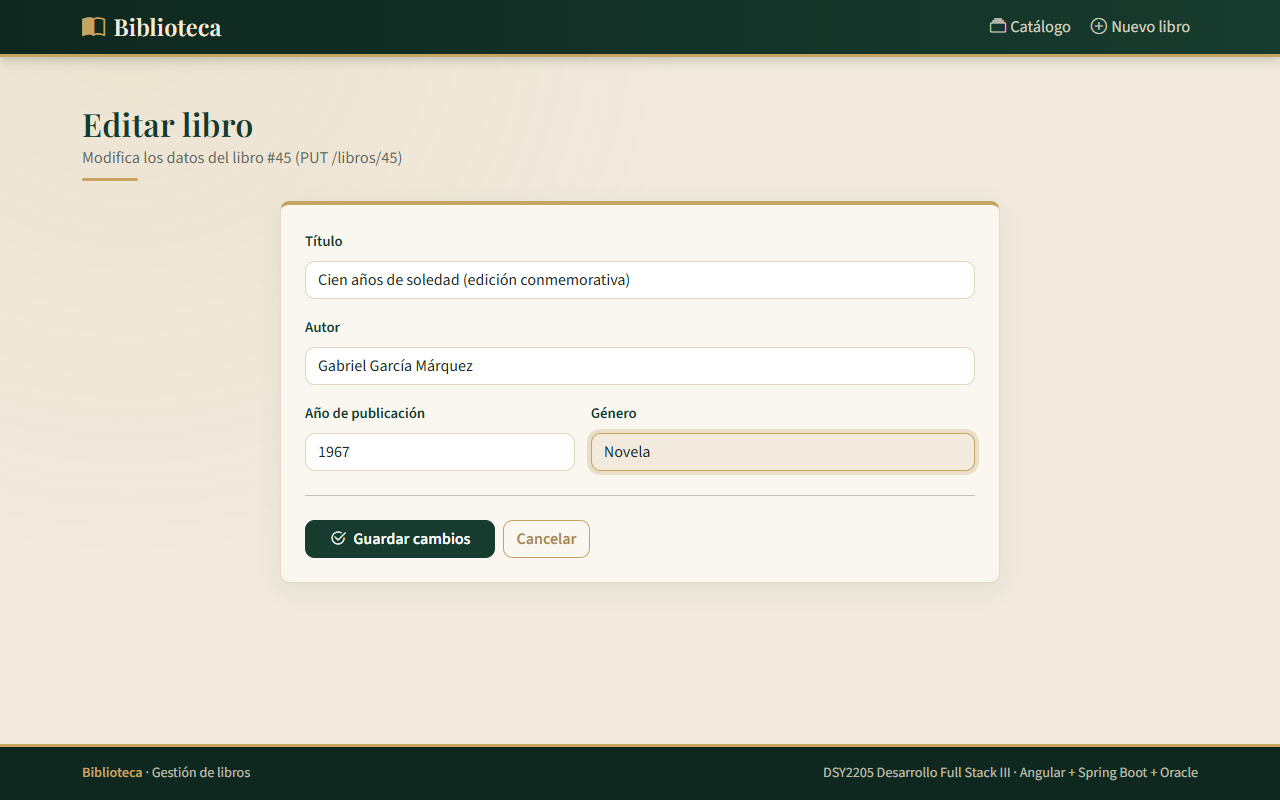 Biblioteca
Catálogo
Nuevo libro
Editar libro
Modifica los datos del libro #45 (PUT /libros/45)
Título
Cien años de soledad (edición conmemorativa)
Autor
Gabriel García Márquez
Año de publicación
Género
1967
Novela
Guardar cambios
Cancelar
Biblioteca · Gestión de libros
DSY2205 Desarrollo Full Stack III · Angular + Spring Boot + Oracle